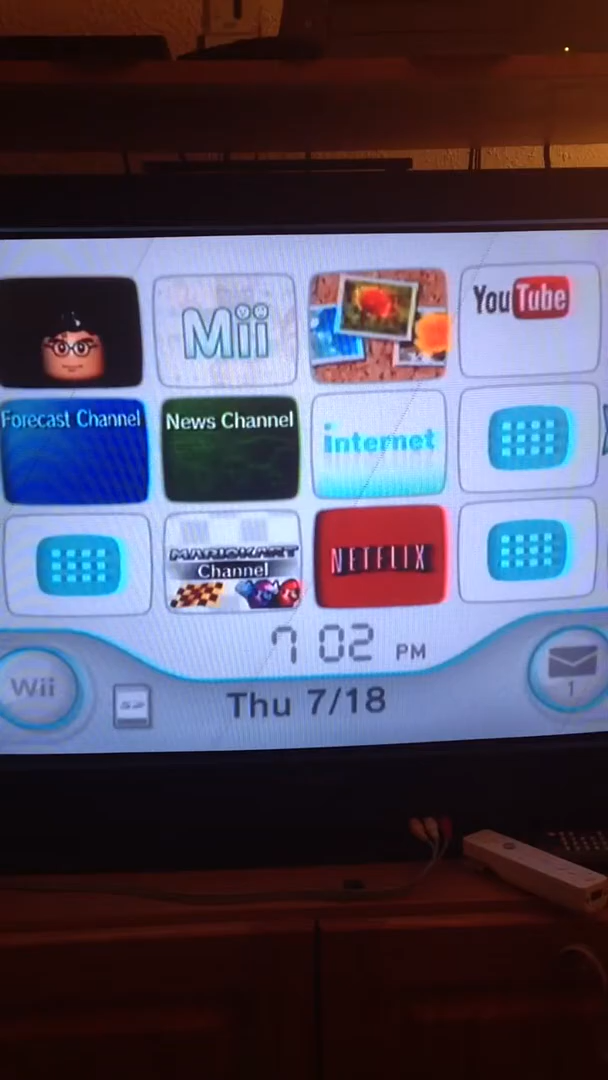 Mii
YouTube
Forecast Channel
News Channel
internet
MARIOKART
Channel
NETFLIX
7 02 PM
Wii
Thu 7/18
1